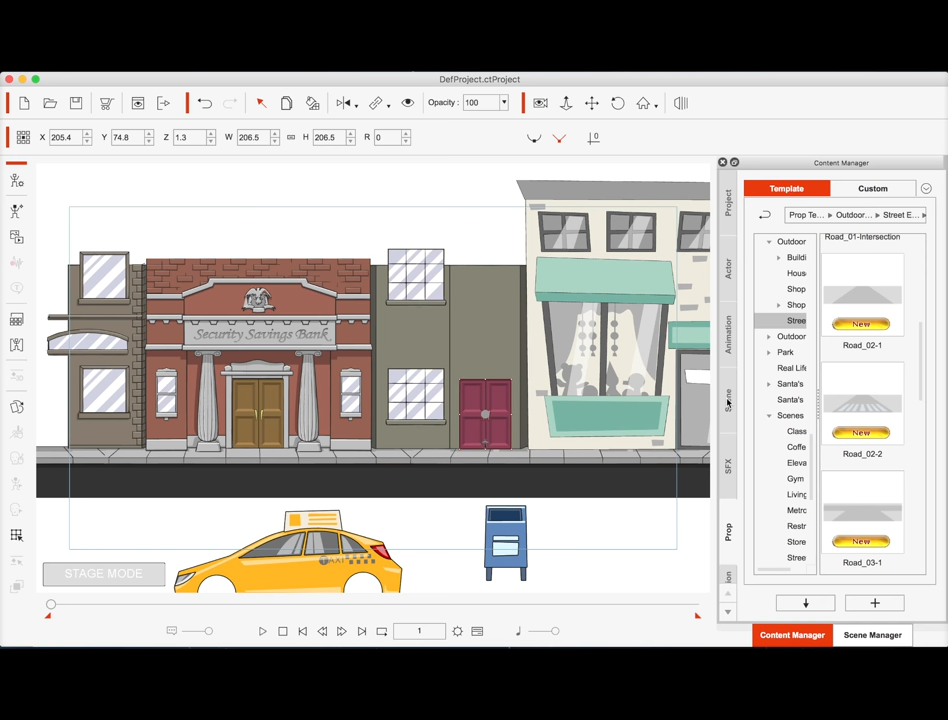 DefProject.ctProject
Opacity : 100
X 205.4 Y 74.8 Z 1.3 W 206.5 H 206.5 R 0
Content Manager
Template Custom
Prop Te... ▸ Outdoor... ▸ Street E... ▸
Project
Actor
Animation
Scene
SFX
Prop
Outdoor
Buildi
Hous
Shop
Shop
Stree
Outdoor
Park
Real Life
Santa's
Santa's
Scenes
Class
Coffe
Eleva
Gym
Living
Metro
Restr
Store
Stree
Road_01-Intersection
New
Road_02-1
New
Road_02-2
New
Road_03-1
Security Savings Bank
TAXI
STAGE MODE
1
Content Manager Scene Manager